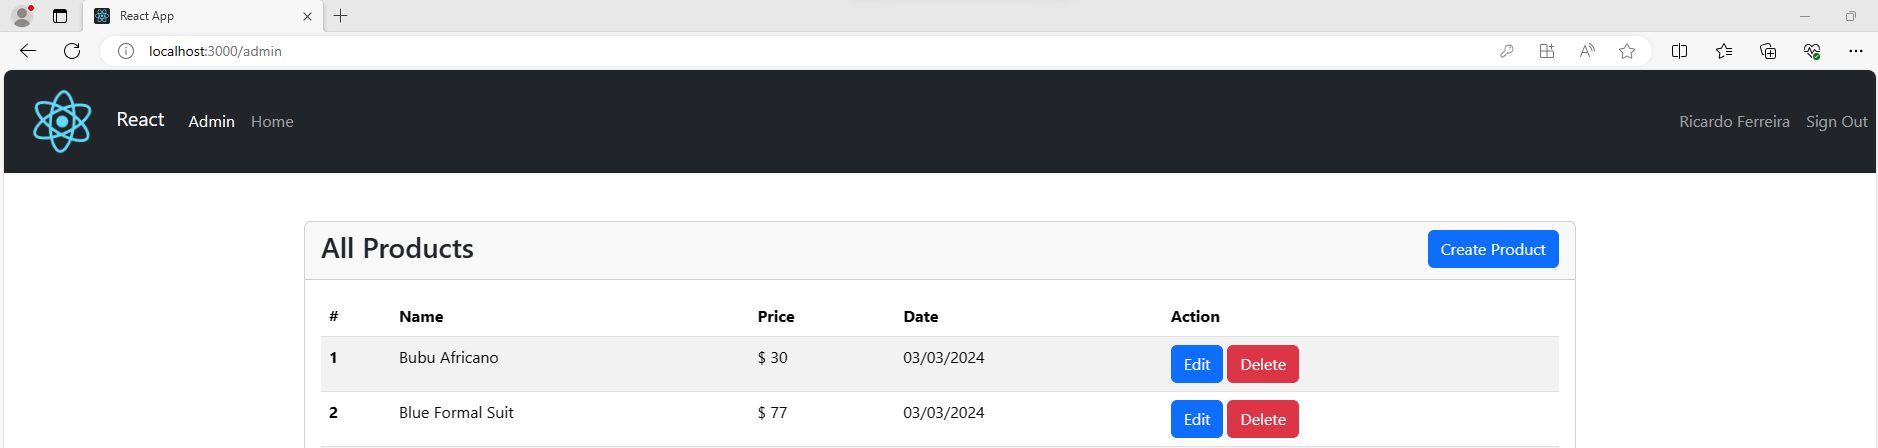 React App
localhost:3000/admin
React Admin Home Ricardo Ferreira Sign Out
All Products Create Product
# Name Price Date Action
1 Bubu Africano $ 30 03/03/2024 Edit Delete
2 Blue Formal Suit $ 77 03/03/2024 Edit Delete